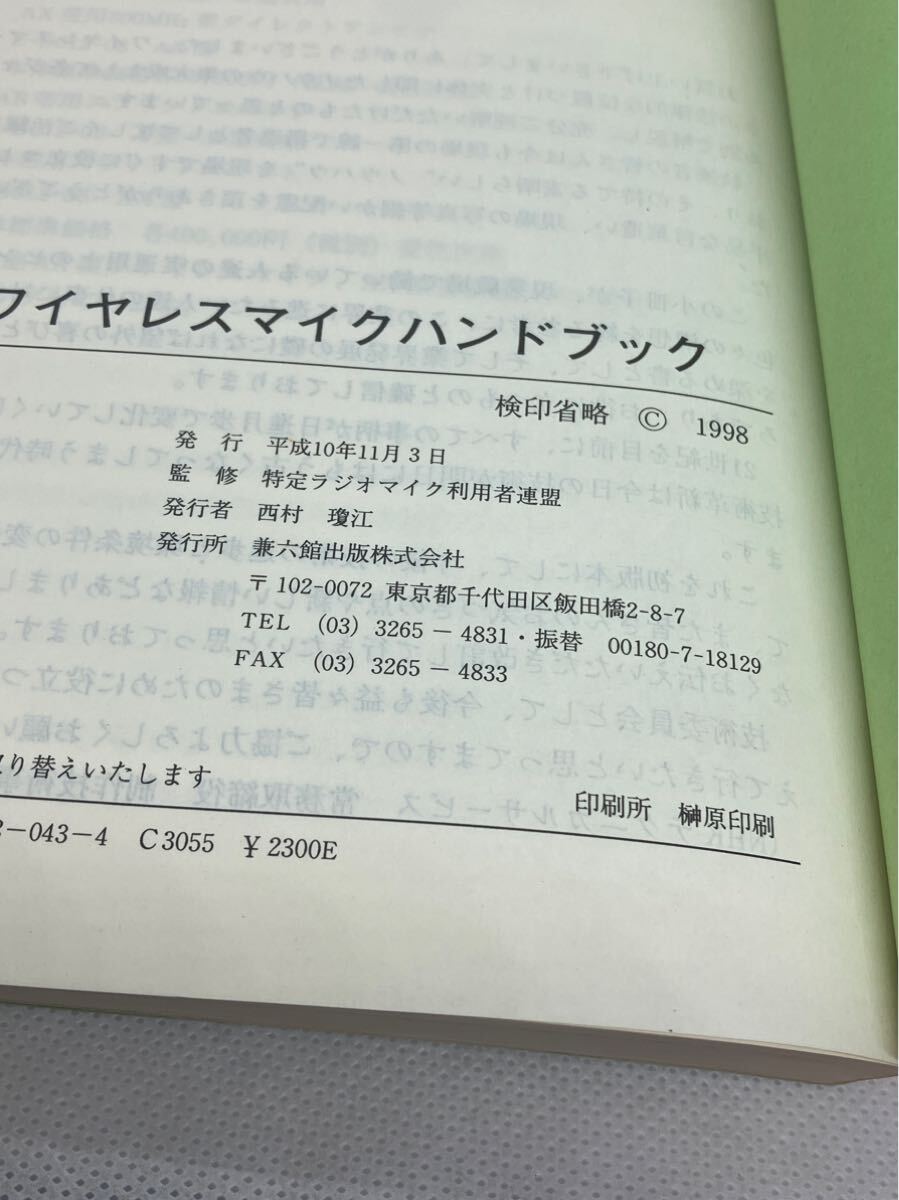 ワイヤレスマイクハンドブック
検印省略 © 1998
発 行 平成10年11月3日
監 修 特定ラジオマイク利用者連盟
発行者 西村 瓊江
発行所 兼六館出版株式会社
〒102-0072 東京都千代田区飯田橋2-8-7
TEL (03) 3265－4831・振替 00180-7-18129
FAX (03) 3265－4833
り替えいたします
印刷所 榊原印刷
-043-4 C3055 ¥2300E